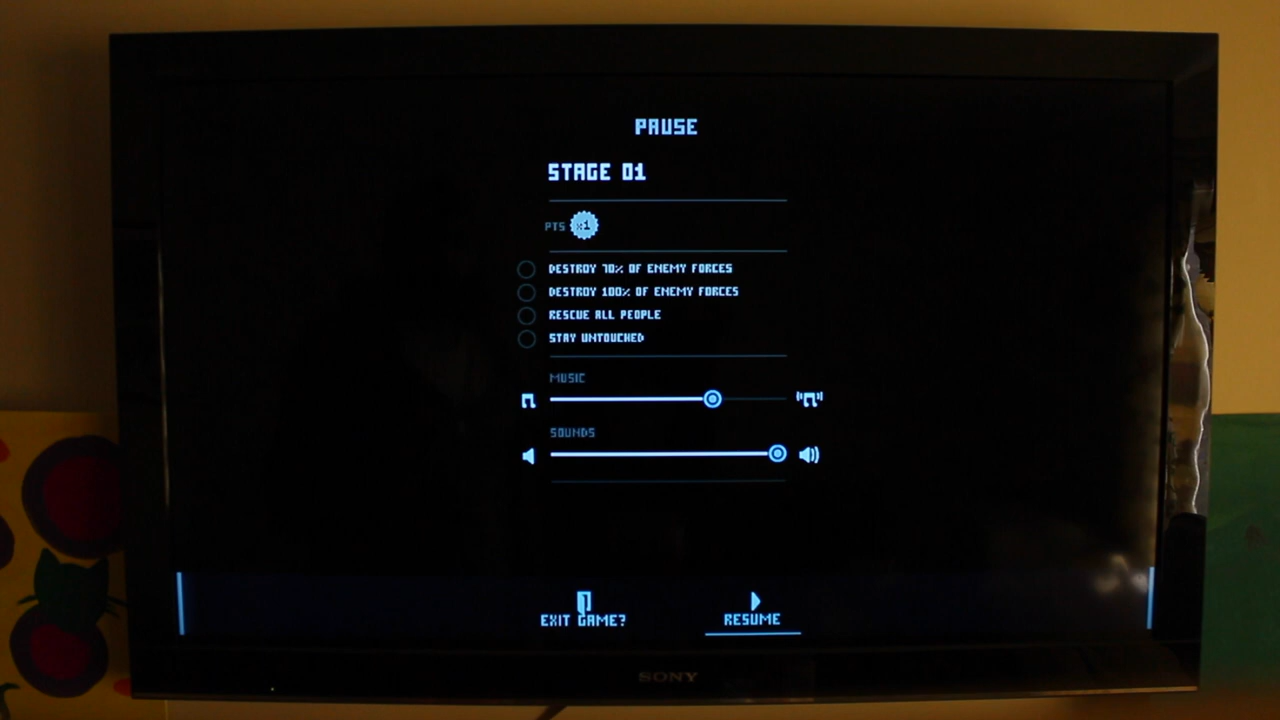 PAUSE
STAGE 01
PTS x1
DESTROY 70% OF ENEMY FORCES
DESTROY 100% OF ENEMY FORCES
RESCUE ALL PEOPLE
STAY UNTOUCHED
MUSIC
SOUNDS
EXIT GAME?
RESUME
SONY